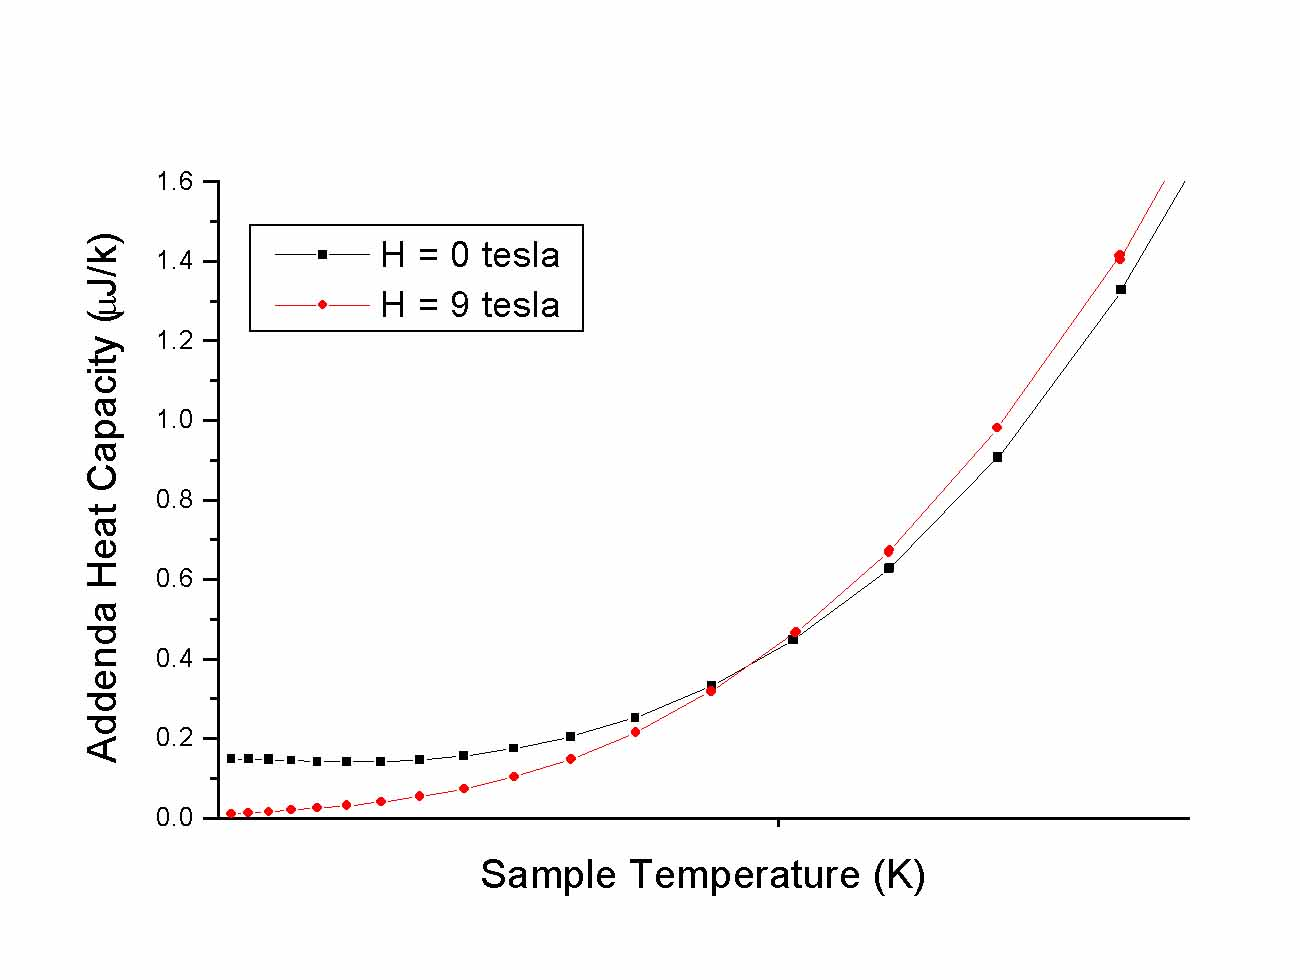 1.6
1.4
1.2
1.0
0.8
0.6
0.4
0.2
0.0
Addenda Heat Capacity (μJ/k)
H = 0 tesla
H = 9 tesla
Sample Temperature (K)